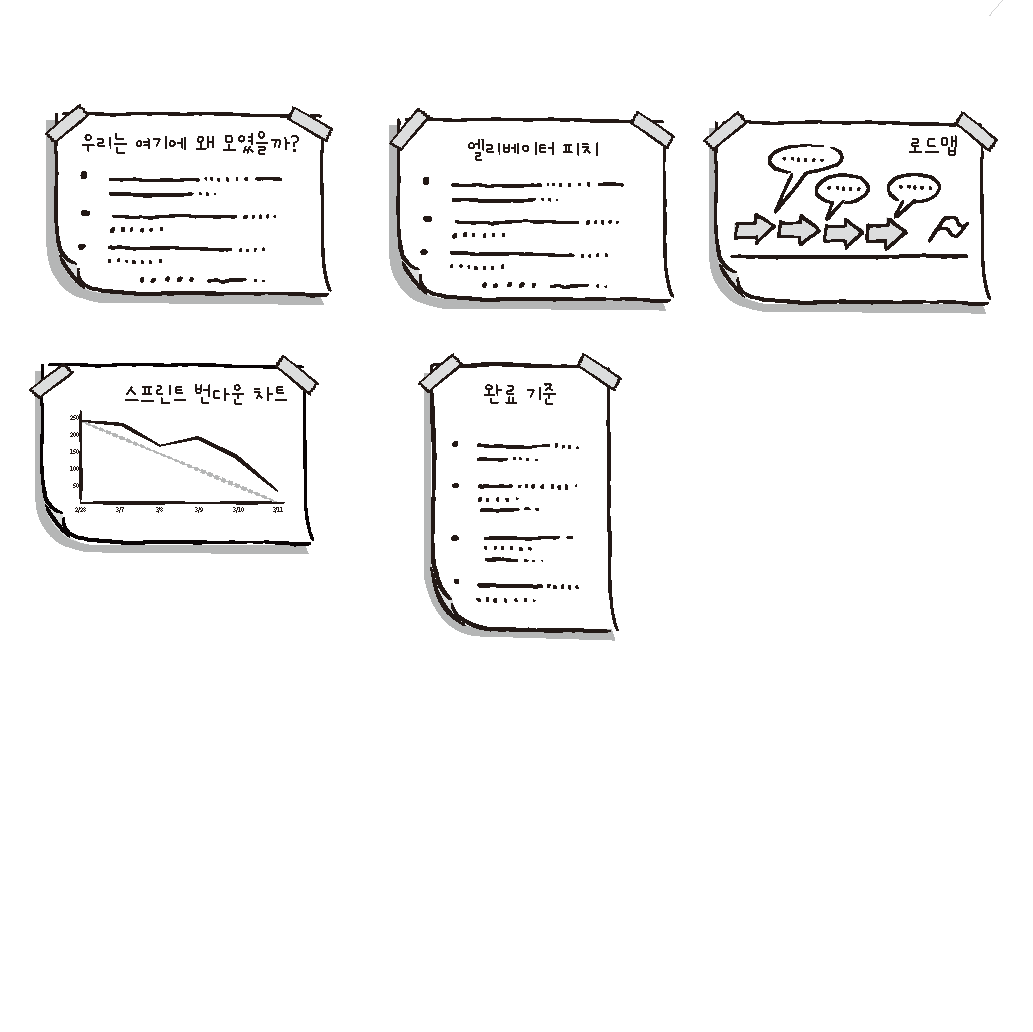 우리는 여기에 왜 모였을까?
엘리베이터 피치
로드맵
스프린트 번다운 차트
250
200
150
100
50
2/28 3/7 3/8 3/9 3/10 3/11
완료 기준